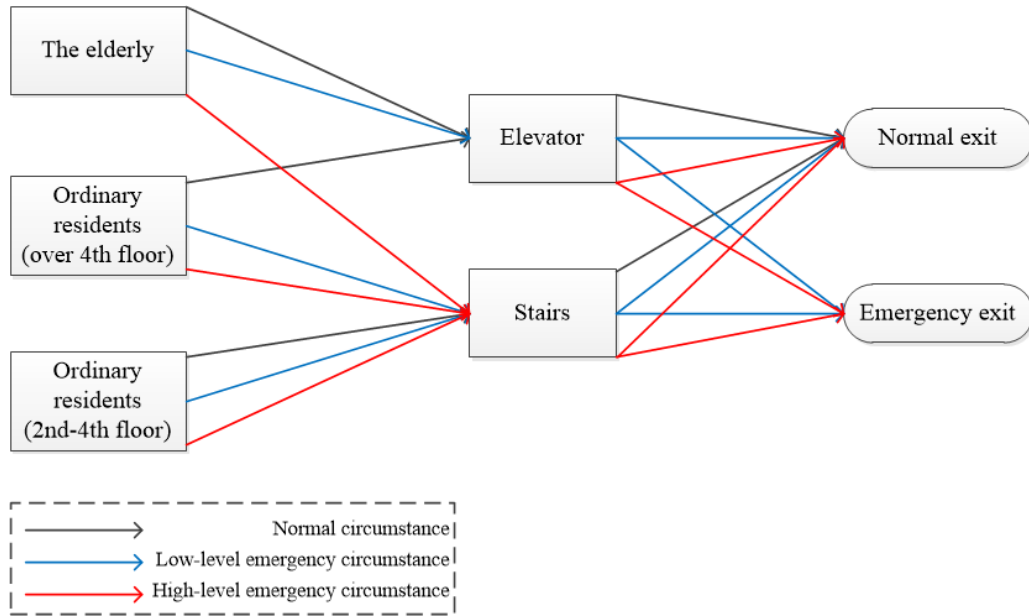 The elderly
Ordinary
residents
(over 4th floor)
Ordinary
residents
(2nd-4th floor)
Elevator
Stairs
Normal exit
Emergency exit
Normal circumstance
Low-level emergency circumstance
High-level emergency circumstance